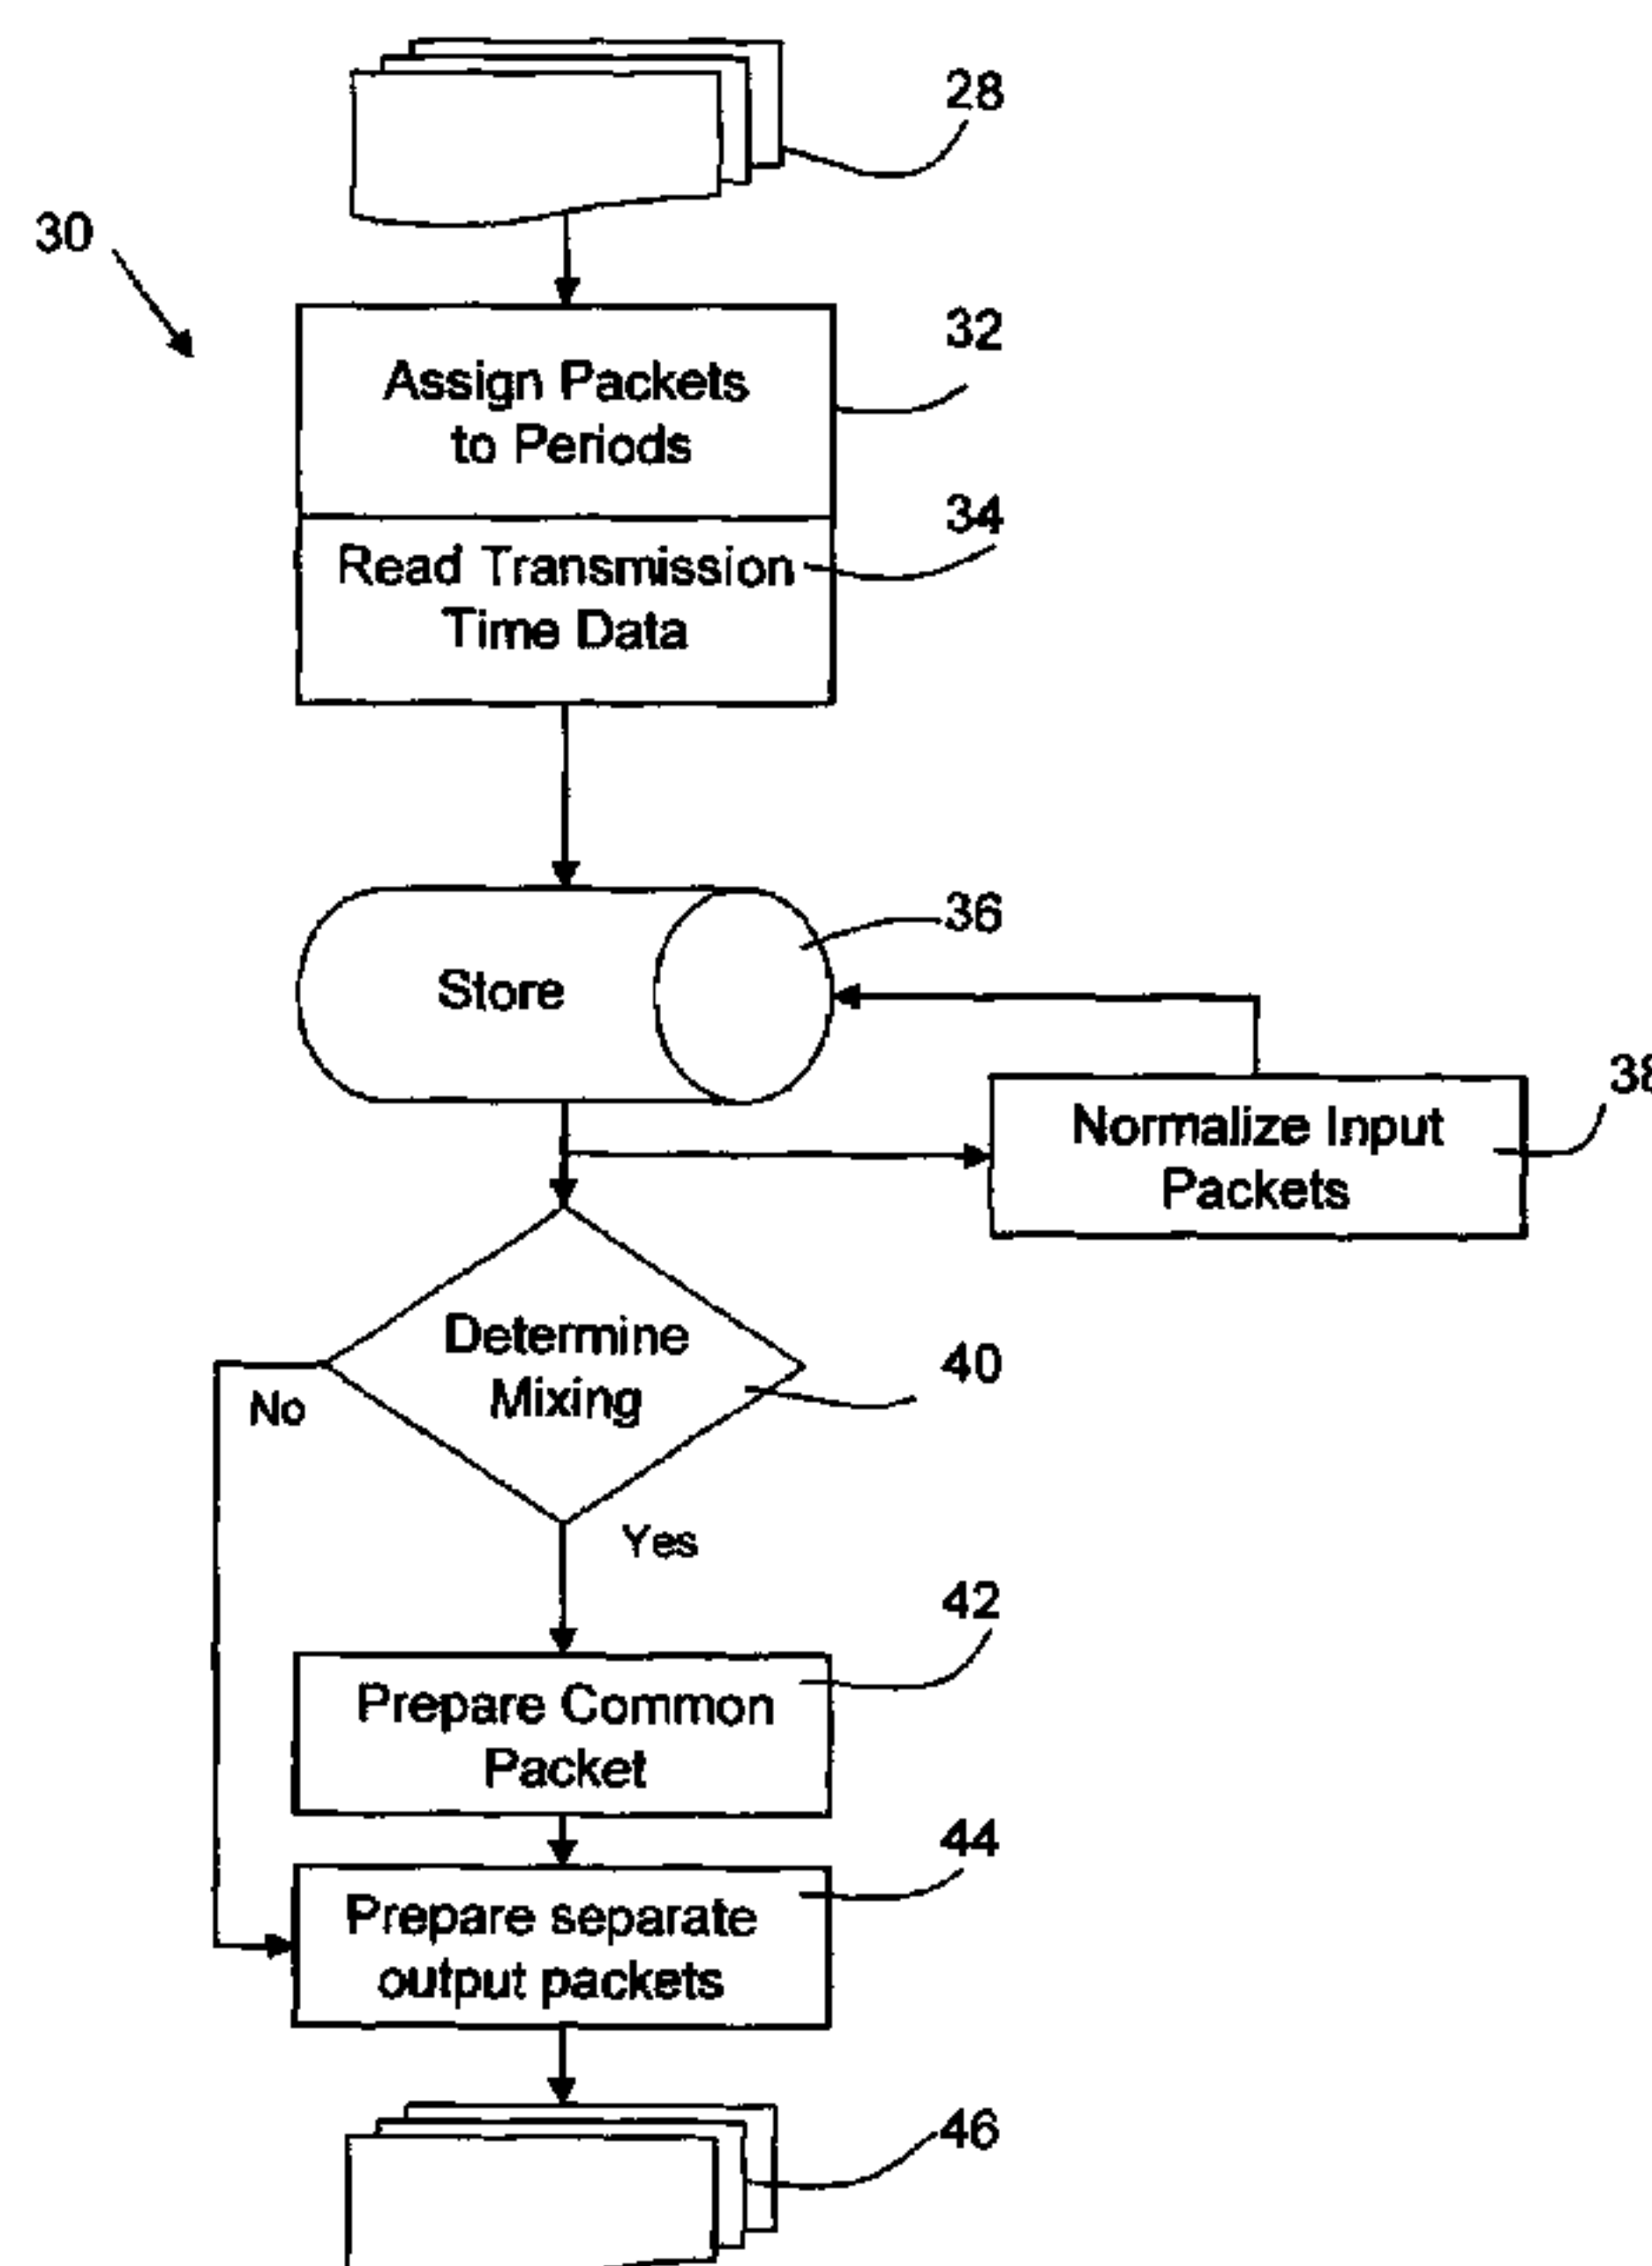 28
30
32
Assign Packets
to Periods
34
Read Transmission
Time Data
36
Store
38
Normalize Input
Packets
Determine
Mixing
40
No
Yes
42
Prepare Common
Packet
44
Prepare separate
output packets
46